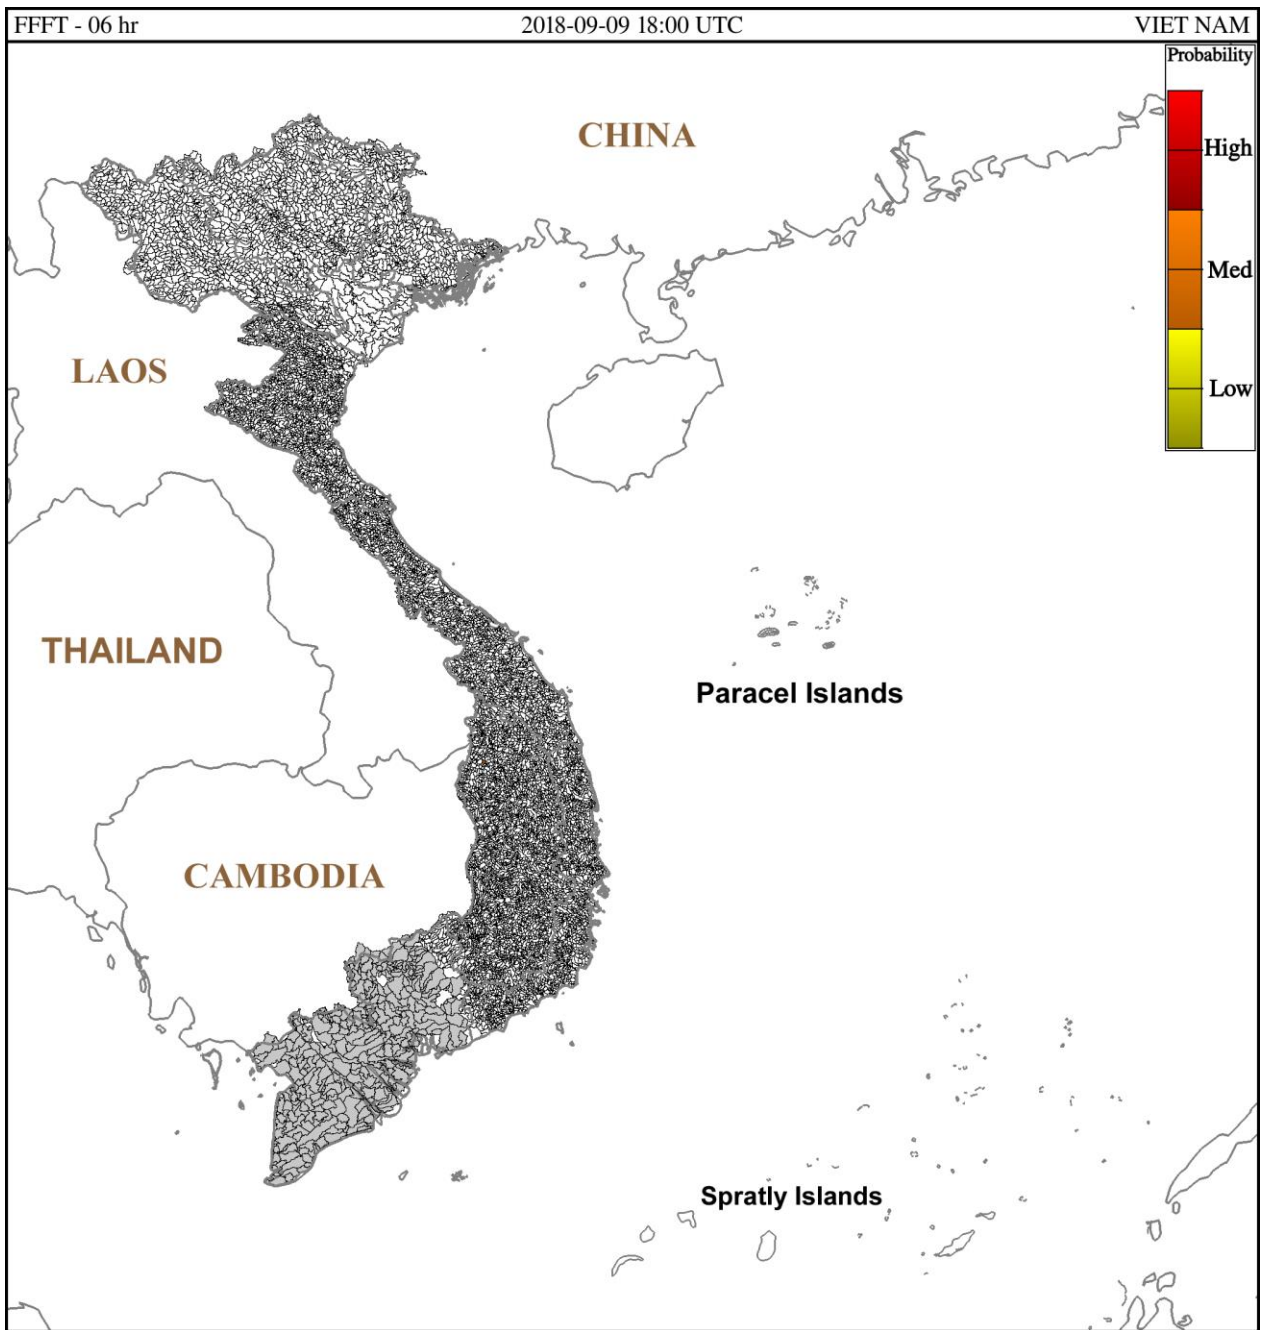 FFFT - 06 hr
2018-09-09 18:00 UTC
VIET NAM
Probability
CHINA
High
Med
LAOS
Low
THAILAND
Paracel Islands
CAMBODIA
Spratly Islands